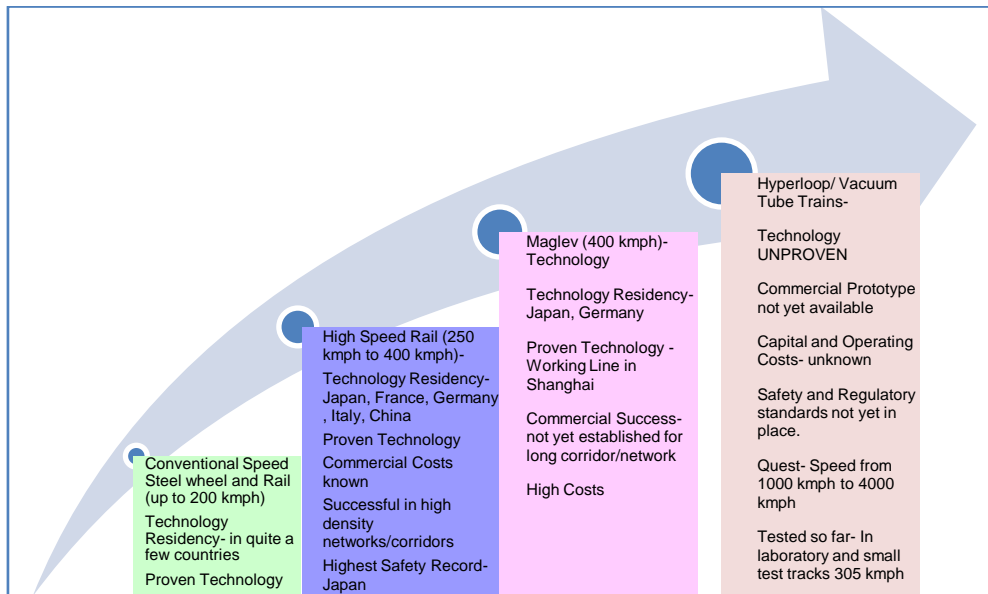 Conventional Speed
Steel wheel and Rail
(up to 200 kmph)
Technology
Residency- in quite a
few countries
Proven Technology
High Speed Rail (250
kmph to 400 kmph)-
Technology Residency-
Japan, France, Germany
, Italy, China
Proven Technology
Commercial Costs
known
Successful in high
density
networks/corridors
Highest Safety Record-
Japan
Maglev (400 kmph)-
Technology
Technology Residency-
Japan, Germany
Proven Technology -
Working Line in
Shanghai
Commercial Success-
not yet established for
long corridor/network
High Costs
Hyperloop/ Vacuum
Tube Trains-
Technology
UNPROVEN
Commercial Prototype
not yet available
Capital and Operating
Costs- unknown
Safety and Regulatory
standards not yet in
place.
Quest- Speed from
1000 kmph to 4000
kmph
Tested so far- In
laboratory and small
test tracks 305 kmph